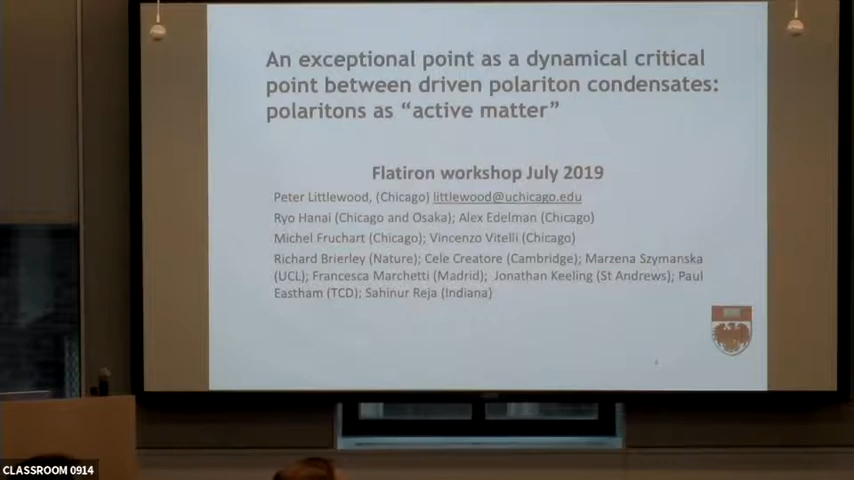 An exceptional point as a dynamical critical
point between driven polariton condensates:
polaritons as “active matter”
Flatiron workshop July 2019
Peter Littlewood, (Chicago) littlewood@uchicago.edu
Ryo Hanai (Chicago and Osaka); Alex Edelman (Chicago)
Michel Fruchart (Chicago); Vincenzo Vitelli (Chicago)
Richard Brierley (Nature); Cele Creatore (Cambridge); Marzena Szymanska
(UCL); Francesca Marchetti (Madrid); Jonathan Keeling (St Andrews); Paul
Eastham (TCD); Sahinur Reja (Indiana)
CLASSROOM 0914